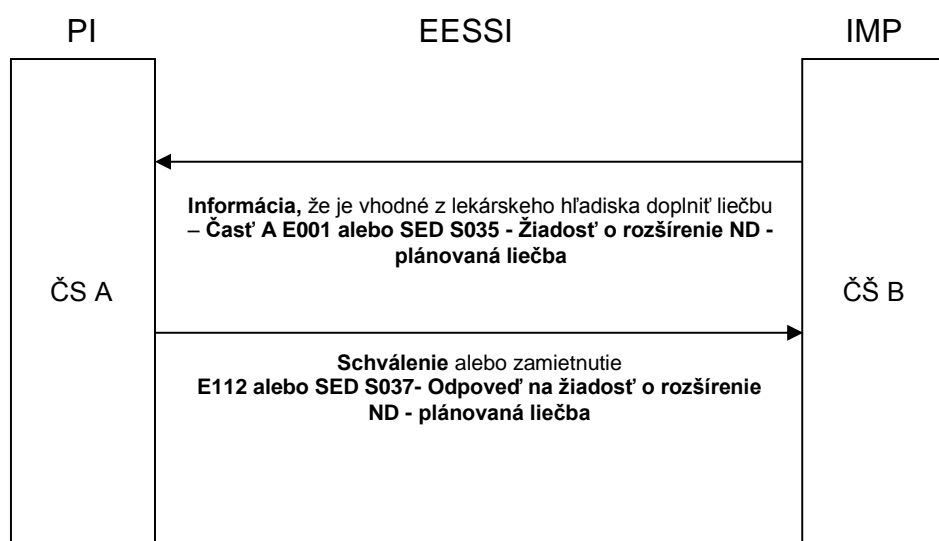 PI EESSI IMP
Informácia, že je vhodné z lekárskeho hľadiska doplniť liečbu
– Časť A E001 alebo SED S035 - Žiadosť o rozšírenie ND -
plánovaná liečba
ČS A ČŠ B
Schválenie alebo zamietnutie
E112 alebo SED S037- Odpoveď na žiadosť o rozšírenie
ND - plánovaná liečba